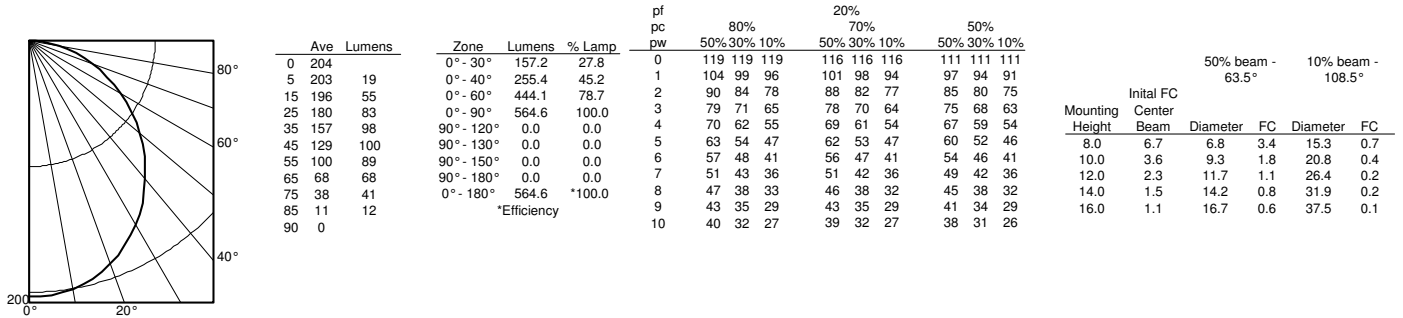 80°
60°
40°
200
0° 20°
Ave Lumens
0 204
5 203 19
15 196 55
25 180 83
35 157 98
45 129 100
55 100 89
65 68 68
75 38 41
85 11 12
90 0
Zone Lumens % Lamp
0° - 30° 157.2 27.8
0° - 40° 255.4 45.2
0° - 60° 444.1 78.7
0° - 90° 564.6 100.0
90° - 120° 0.0 0.0
90° - 130° 0.0 0.0
90° - 150° 0.0 0.0
90° - 180° 0.0 0.0
0° - 180° 564.6 *100.0
*Efficiency
pf 20%
pc 80% 70% 50%
pw 50% 30% 10% 50% 30% 10% 50% 30% 10%
0 119 119 119 116 116 116 111 111 111
1 104 99 96 101 98 94 97 94 91
2 90 84 78 88 82 77 85 80 75
3 79 71 65 78 70 64 75 68 63
4 70 62 55 69 61 54 67 59 54
5 63 54 47 62 53 47 60 52 46
6 57 48 41 56 47 41 54 46 41
7 51 43 36 51 42 36 49 42 36
8 47 38 33 46 38 32 45 38 32
9 43 35 29 43 35 29 41 34 29
10 40 32 27 39 32 27 38 31 26
50% beam - 10% beam -
63.5° 108.5°
Inital FC
Mounting Center
Height Beam Diameter FC Diameter FC
8.0 6.7 6.8 3.4 15.3 0.7
10.0 3.6 9.3 1.8 20.8 0.4
12.0 2.3 11.7 1.1 26.4 0.2
14.0 1.5 14.2 0.8 31.9 0.2
16.0 1.1 16.7 0.6 37.5 0.1